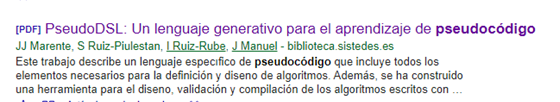 [PDF] PseudoDSL: Un lenguaje generativo para el aprendizaje de pseudocódigo
JJ Marente, S Ruiz-Piulestan, I Ruiz-Rube, J Manuel - biblioteca.sistedes.es
Este trabajo describe un lenguaje específico de pseudocódigo que incluye todos los
elementos necesarios para la definición y diseno de algoritmos. Además, se ha construido
una herramienta para el diseno, validación y compilación de los algoritmos escritos con …